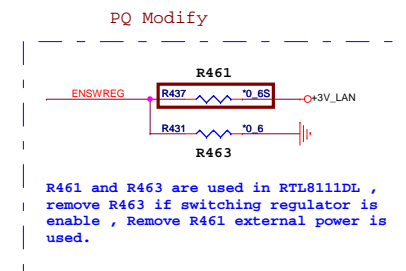 PQ Modify
R461
ENSWREG
R437
*0_6S
+3V_LAN
R431
*0_6
R463
R461 and R463 are used in RTL8111DL ,
remove R463 if switching regulator is
enable , Remove R461 external power is
used.